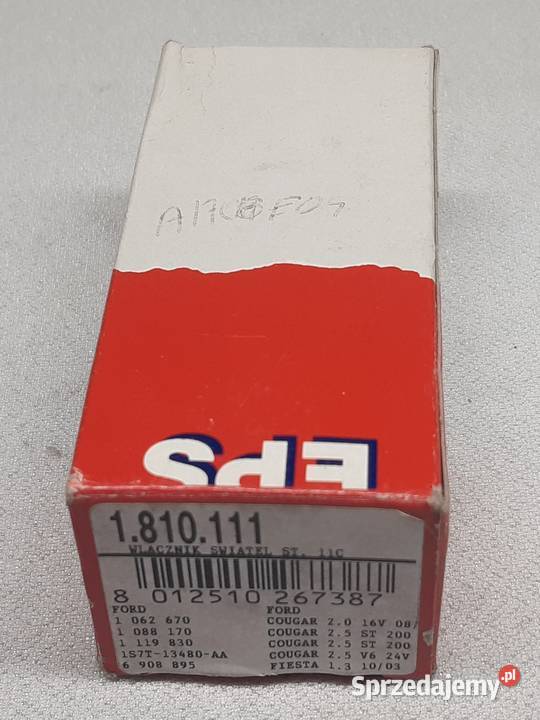 EPS
1.810.111
WLACZNIK SWIATEL ST. 11C
8 012510 267387
FORD FORD
1 062 670 COUGAR 2.0 16V 08/
1 088 170 COUGAR 2.5 ST 200
1 119 830 COUGAR 2.5 ST 200
1S7T-13480-AA COUGAR 2.5 V6 24V
6 908 895 FIESTA 1.3 10/03
Sprzedajemy.pl